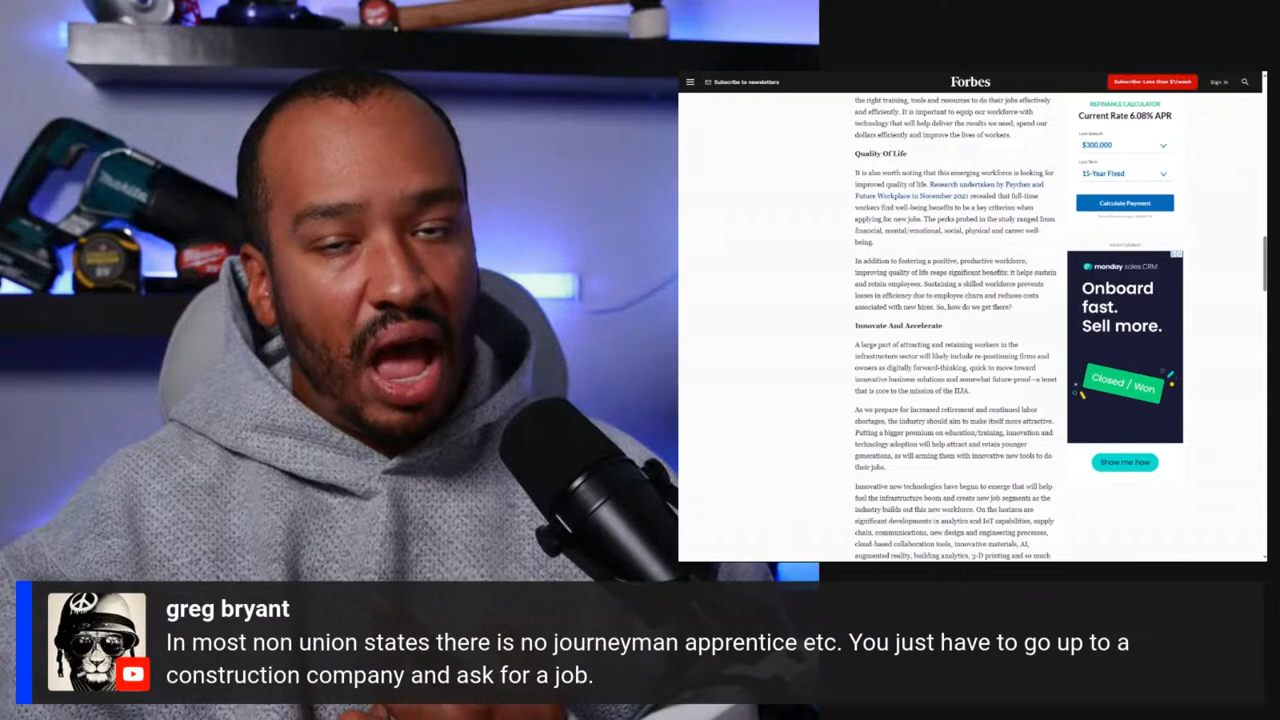 Subscribe to newsletters
Forbes
Subscribe: Less than $1/week
Sign In
the right training, tools and resources to do their jobs effectively
and efficiently. It is important to equip our workforce with
technology that will help deliver the results we need, spend our
dollars efficiently and improve the lives of workers.
Quality Of Life
It is also worth noting that this emerging workforce is looking for
improved quality of life. Research undertaken by Paychex and
Future Workplace in November 2021 revealed that full-time
workers find well-being benefits to be a key criterion when
applying for new jobs. The perks probed in the study ranged from
financial, mental/emotional, social, physical and career well-
being.
In addition to fostering a positive, productive workforce,
improving quality of life reaps significant benefits: it helps sustain
and retain employees. Sustaining a skilled workforce prevents
losses in efficiency due to employee churn and reduces costs
associated with new hires. So, how do we get there?
Innovate And Accelerate
A large part of attracting and retaining workers in the
infrastructure sector will likely include re-positioning firms and
owners as digitally forward-thinking, quick to move toward
innovative business solutions and somewhat future-proof—a tenet
that is core to the mission of the IIJA.
As we prepare for increased retirement and continued labor
shortages, the industry should aim to make itself more attractive.
Putting a bigger premium on education/training, innovation and
technology adoption will help attract and retain younger
generations, as will arming them with innovative new tools to do
their jobs.
Innovative new technologies have begun to emerge that will help
fuel the infrastructure boom and create new job segments as the
industry builds out this new workforce. On the horizon are
significant developments in analytics and IoT capabilities, supply
chain, communications, new design and engineering processes,
cloud-based collaboration tools, innovative materials, AI,
augmented reality, building analytics, 3-D printing and so much
REFINANCE CALCULATOR
Current Rate 6.08% APR
Loan Amount
$300,000
Loan Term
15-Year Fixed
Calculate Payment
ADVERTISEMENT
monday sales CRM
Onboard
fast.
Sell more.
Closed / Won
Show me how
Milwaukee
greg bryant
In most non union states there is no journeyman apprentice etc. You just have to go up to a
construction company and ask for a job.